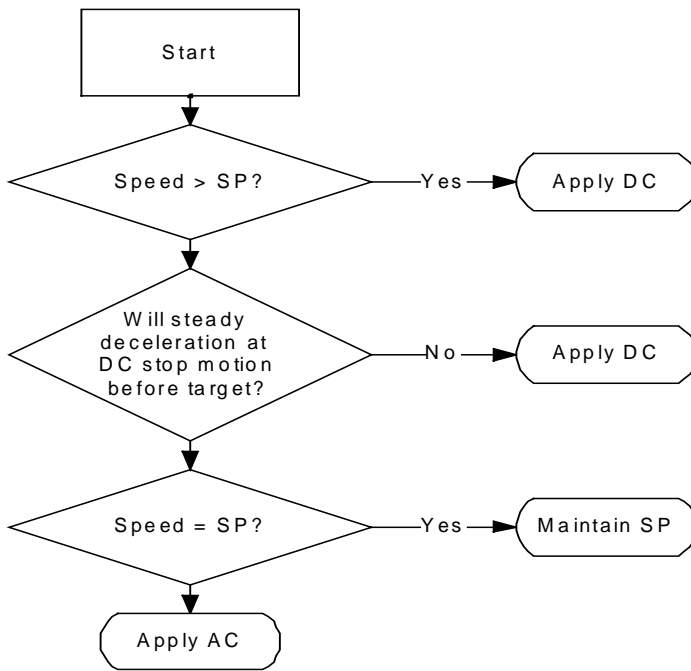 Start
Speed > SP?
Yes
Apply DC
Will steady
deceleration at
DC stop motion
before target?
No
Apply DC
Speed = SP?
Yes
Maintain SP
Apply AC